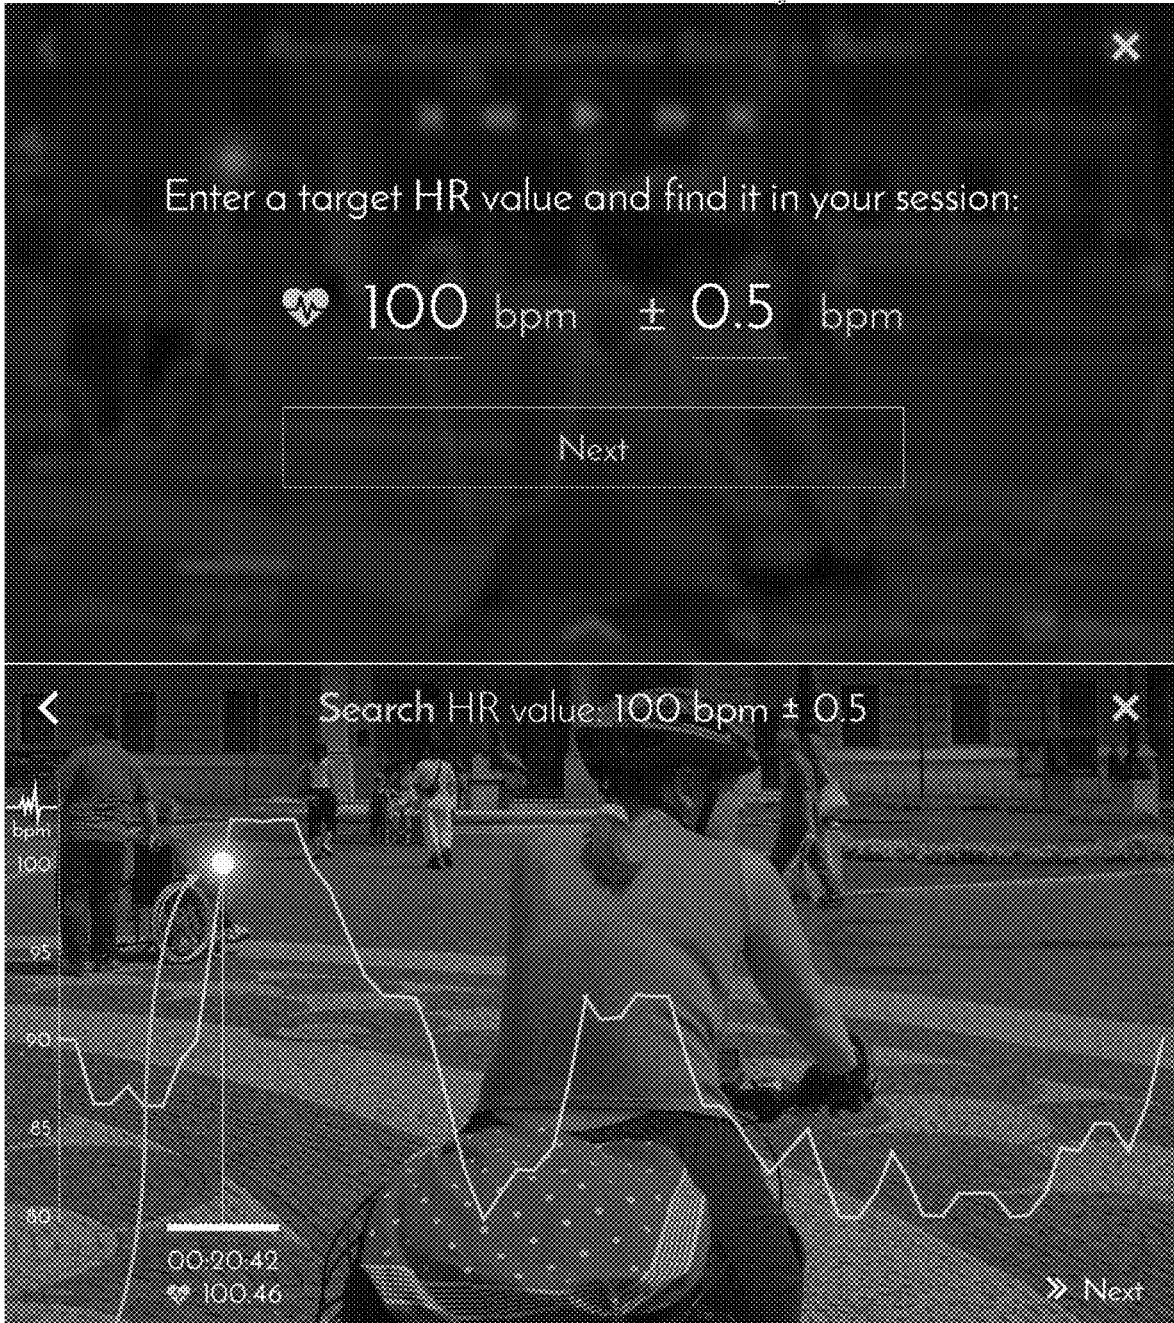 Enter a target HR value and find it in your session:
100 bpm ± 0.5 bpm
Next
Search HR value: 100 bpm ± 0.5
bpm
100
95
90
85
80
00:20:42
100.46
Next